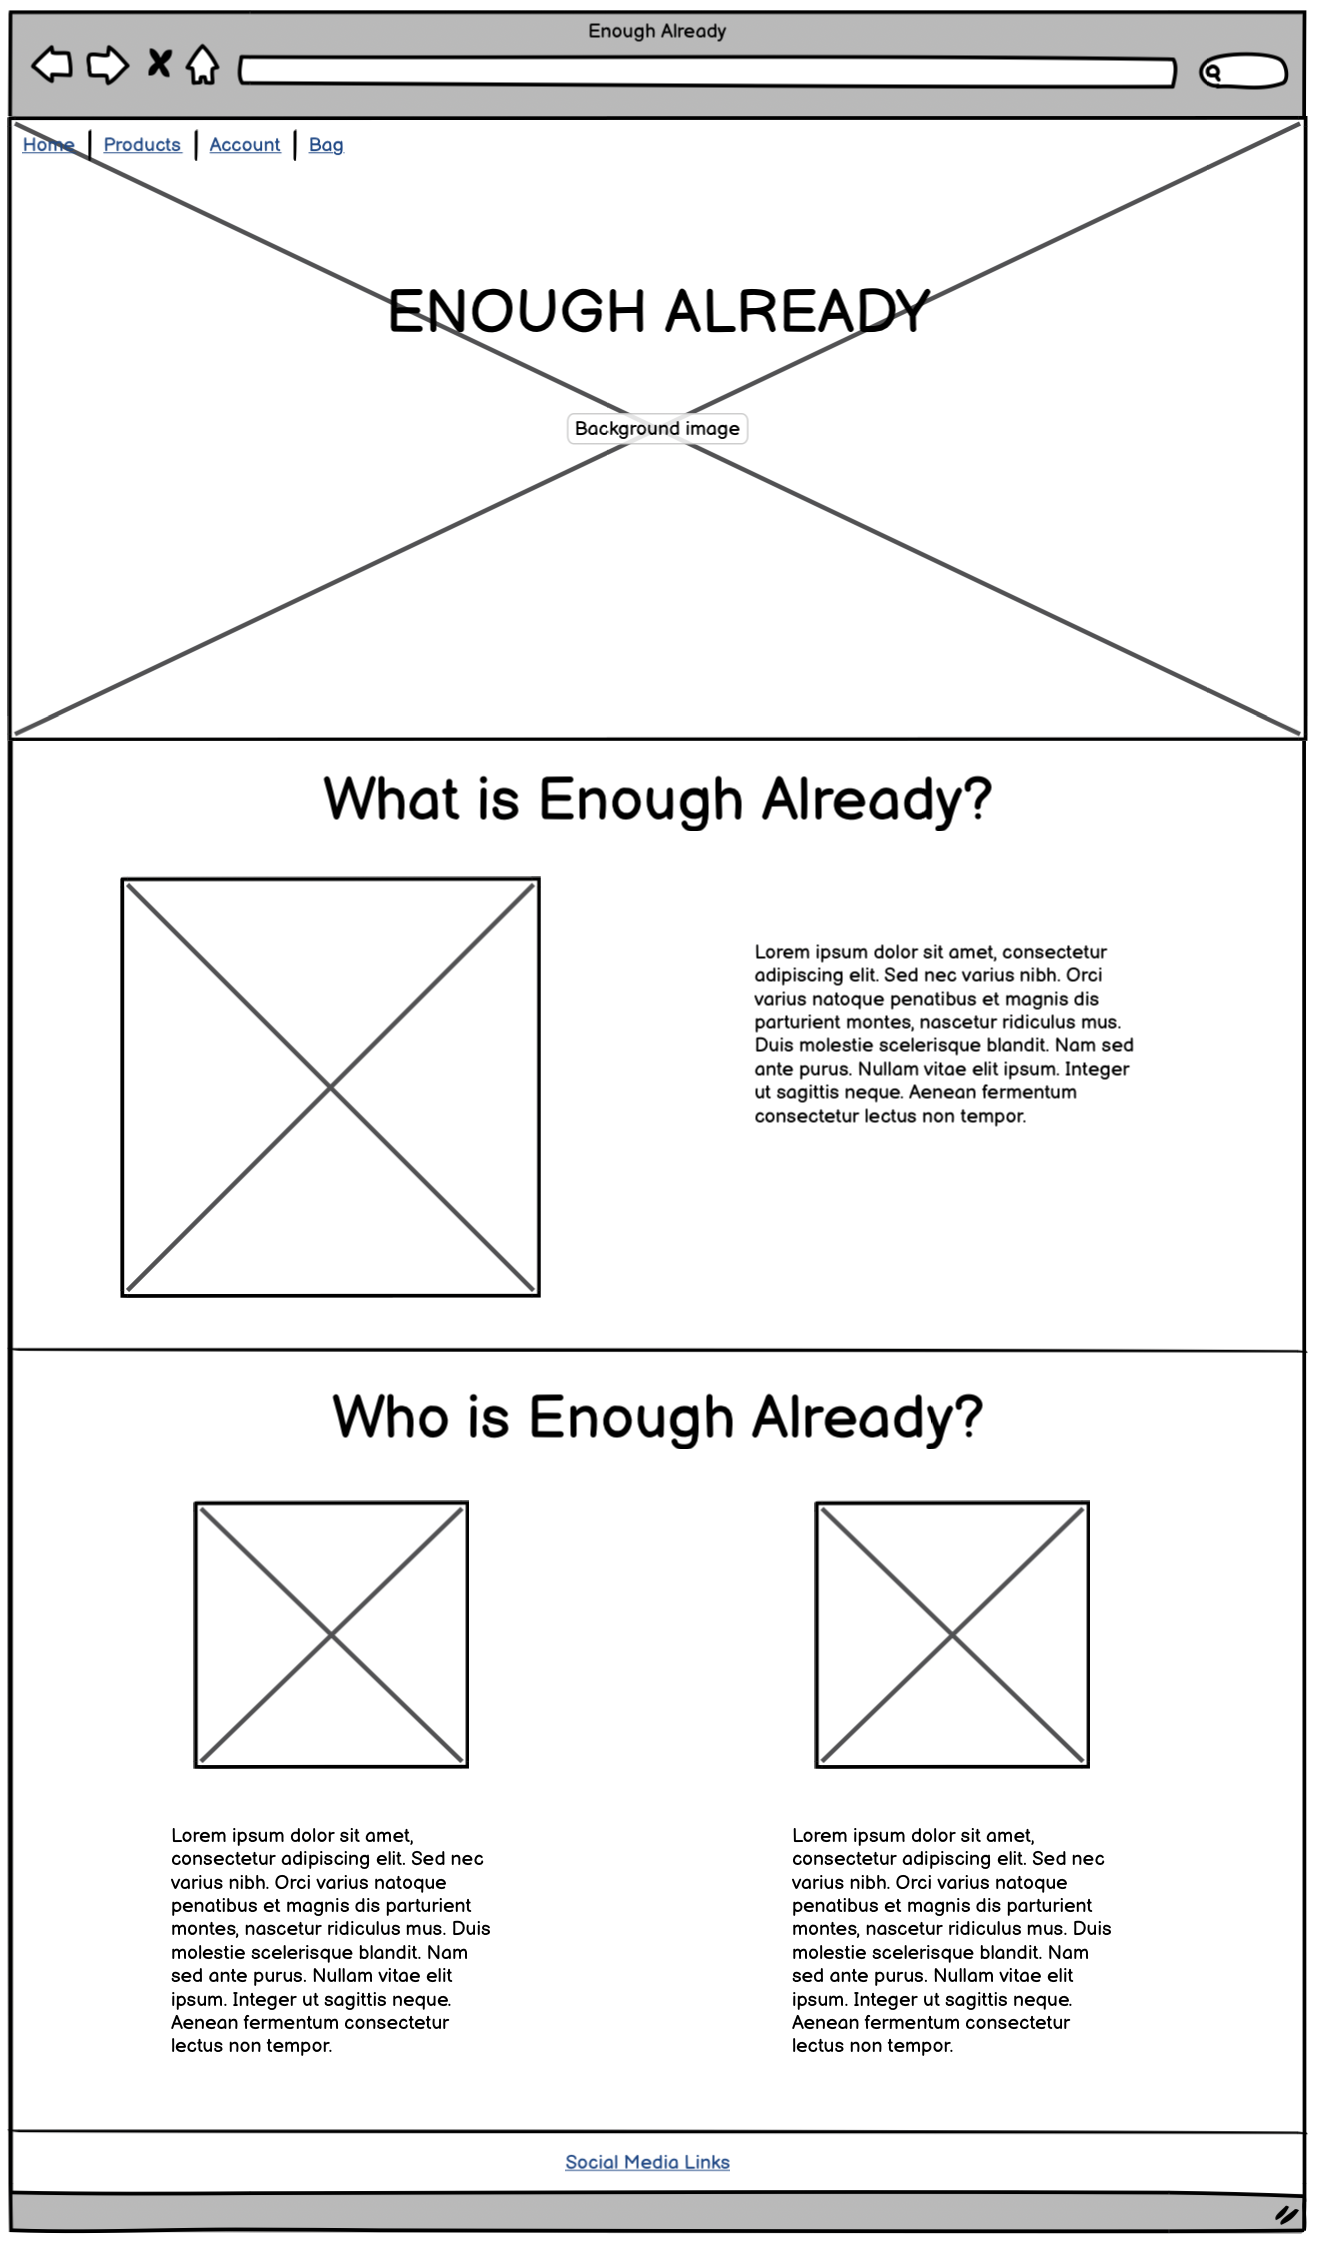 Enough Already
Home | Products | Account | Bag
ENOUGH ALREADY
Background image
What is Enough Already?
Lorem ipsum dolor sit amet, consectetur
adipiscing elit. Sed nec varius nibh. Orci
varius natoque penatibus et magnis dis
parturient montes, nascetur ridiculus mus.
Duis molestie scelerisque blandit. Nam sed
ante purus. Nullam vitae elit ipsum. Integer
ut sagittis neque. Aenean fermentum
consectetur lectus non tempor.
Who is Enough Already?
Lorem ipsum dolor sit amet,
consectetur adipiscing elit. Sed nec
varius nibh. Orci varius natoque
penatibus et magnis dis parturient
montes, nascetur ridiculus mus. Duis
molestie scelerisque blandit. Nam
sed ante purus. Nullam vitae elit
ipsum. Integer ut sagittis neque.
Aenean fermentum consectetur
lectus non tempor.
Lorem ipsum dolor sit amet,
consectetur adipiscing elit. Sed nec
varius nibh. Orci varius natoque
penatibus et magnis dis parturient
montes, nascetur ridiculus mus. Duis
molestie scelerisque blandit. Nam
sed ante purus. Nullam vitae elit
ipsum. Integer ut sagittis neque.
Aenean fermentum consectetur
lectus non tempor.
Social Media Links